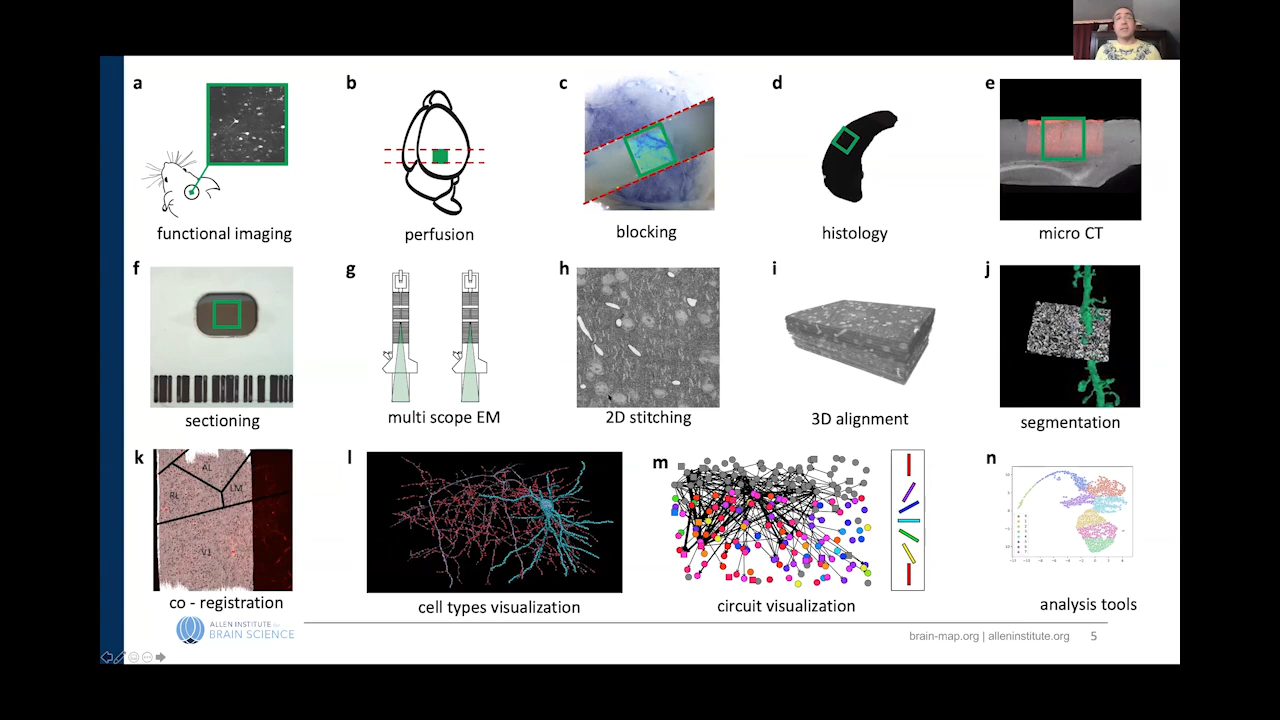 a
b
c
d
e
functional imaging
perfusion
blocking
histology
micro CT
f
g
h
i
j
sectioning
multi scope EM
2D stitching
3D alignment
segmentation
k
l
m
n
AL
RL
LM
V1
co - registration
cell types visualization
circuit visualization
analysis tools
ALLEN INSTITUTE for
BRAIN SCIENCE
brain-map.org | alleninstitute.org
5